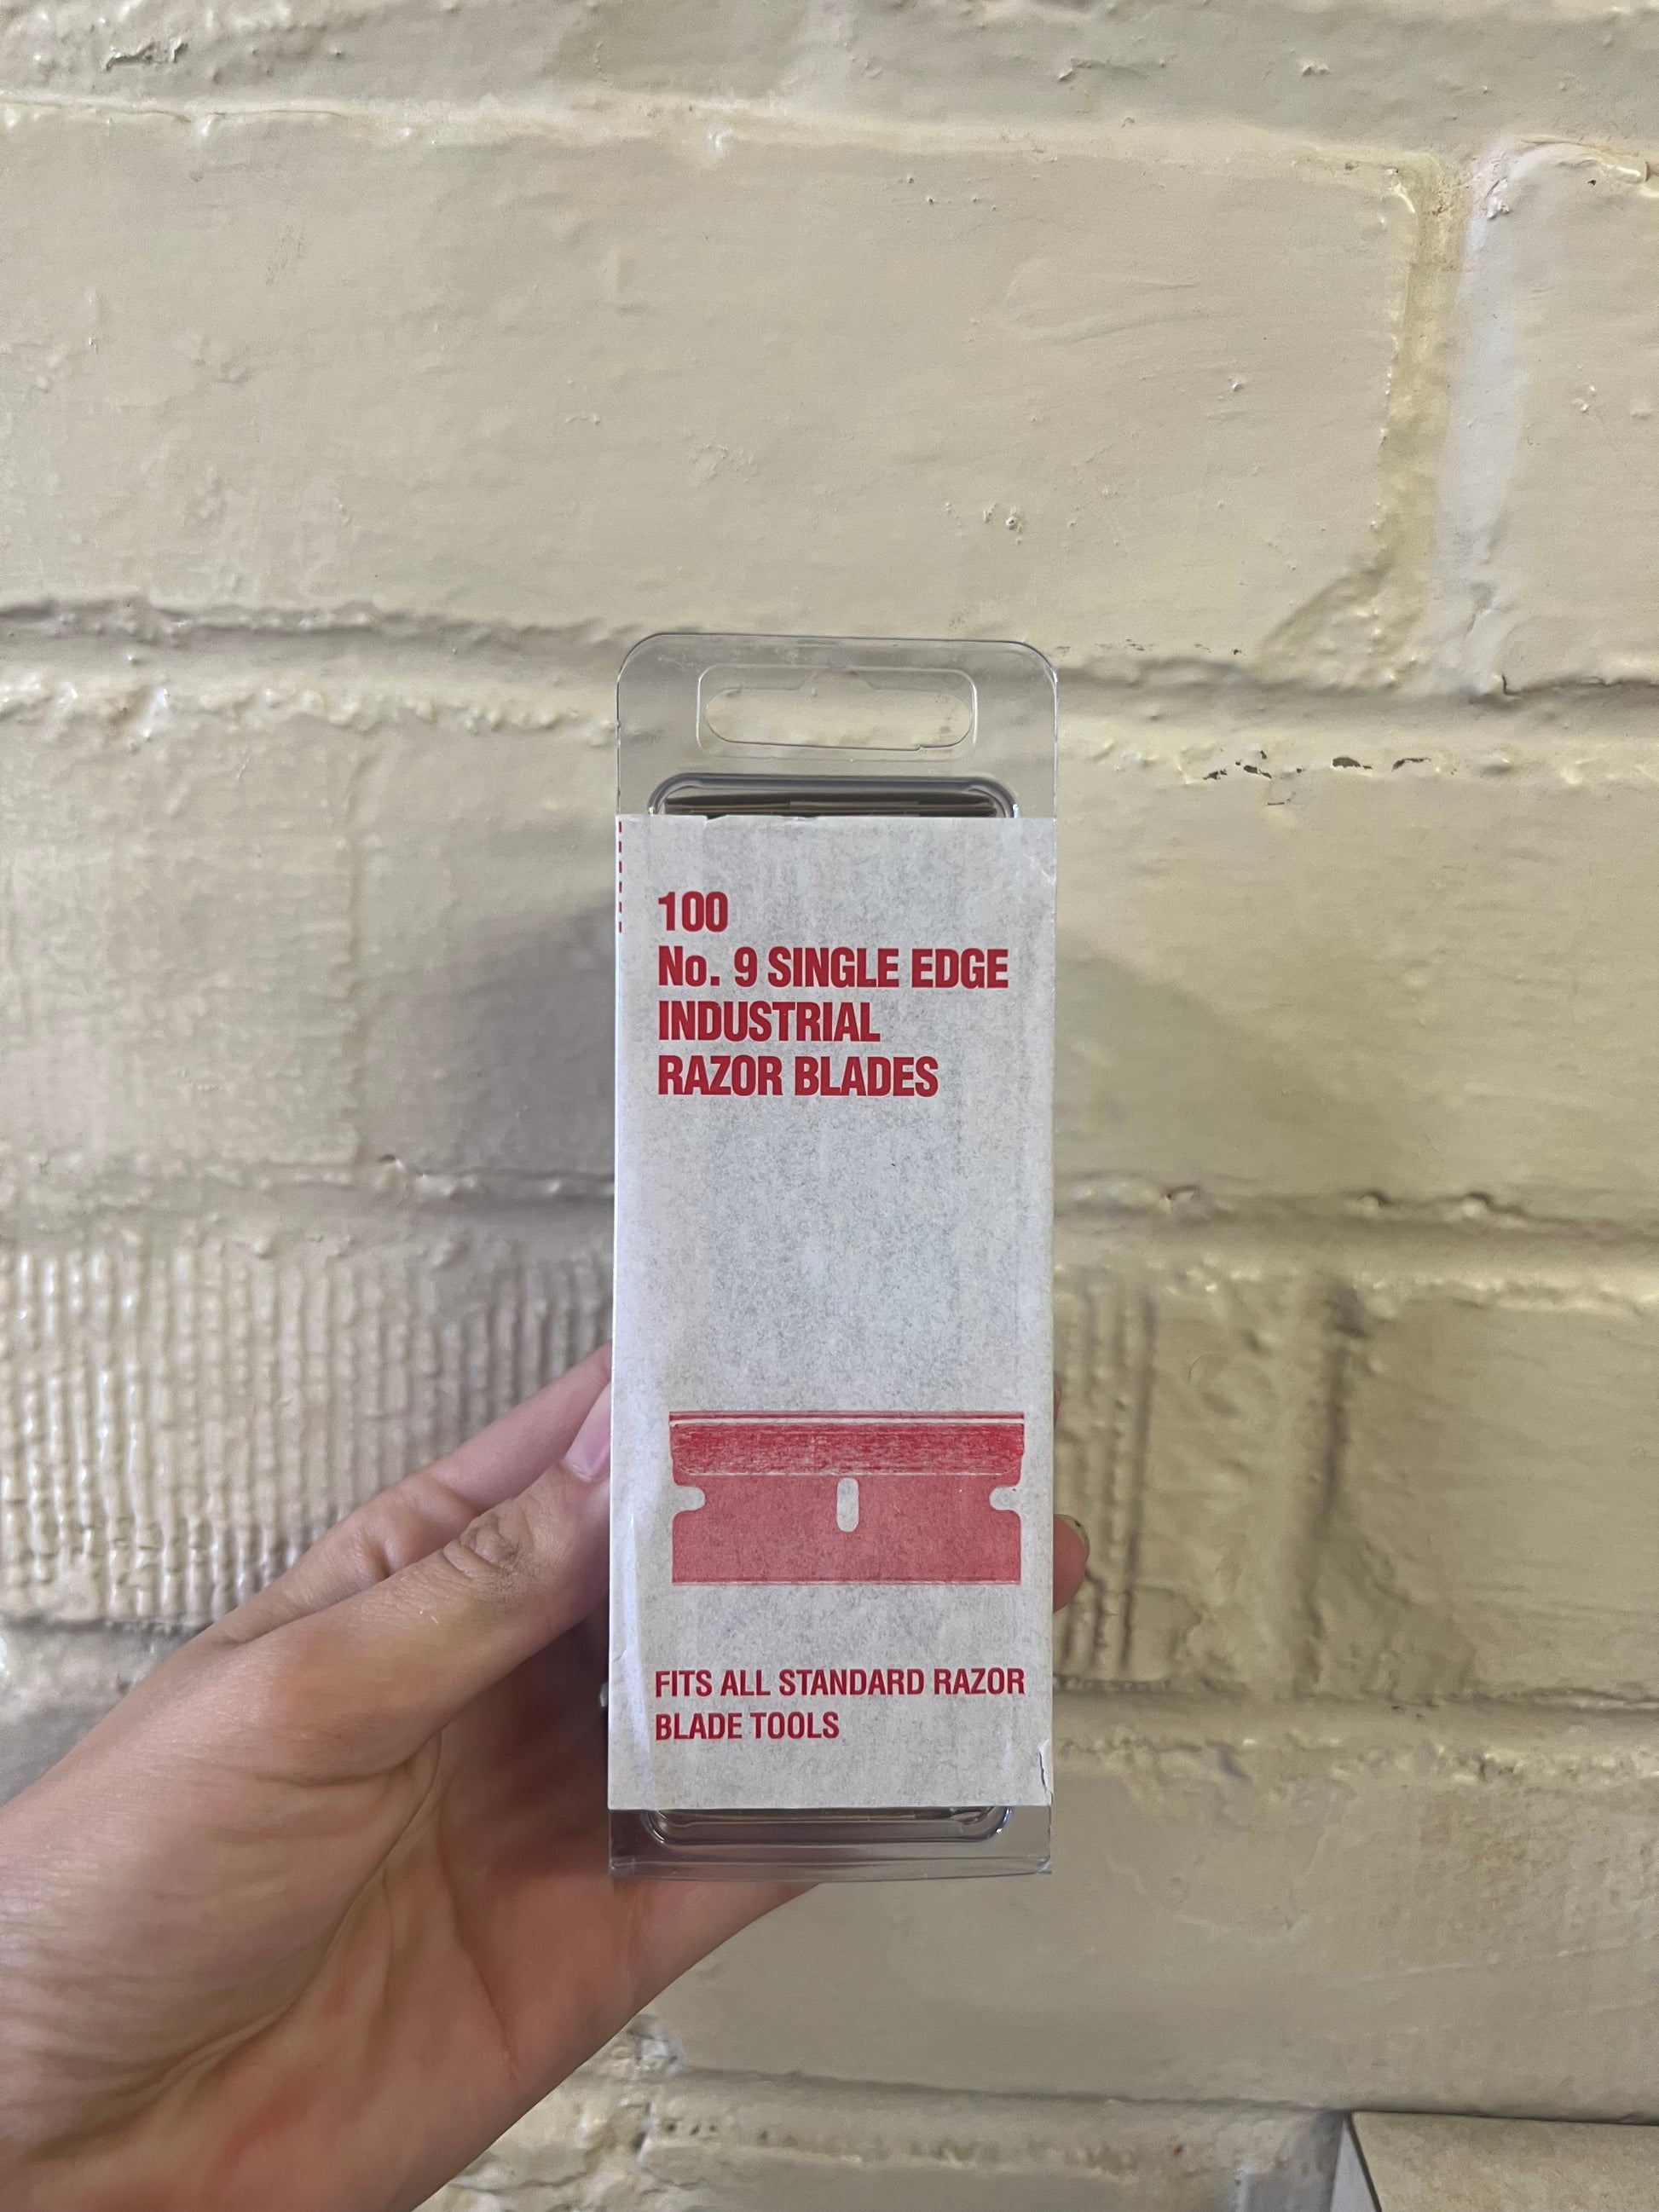 100
No. 9 SINGLE EDGE
INDUSTRIAL
RAZOR BLADES
FITS ALL STANDARD RAZOR
BLADE TOOLS